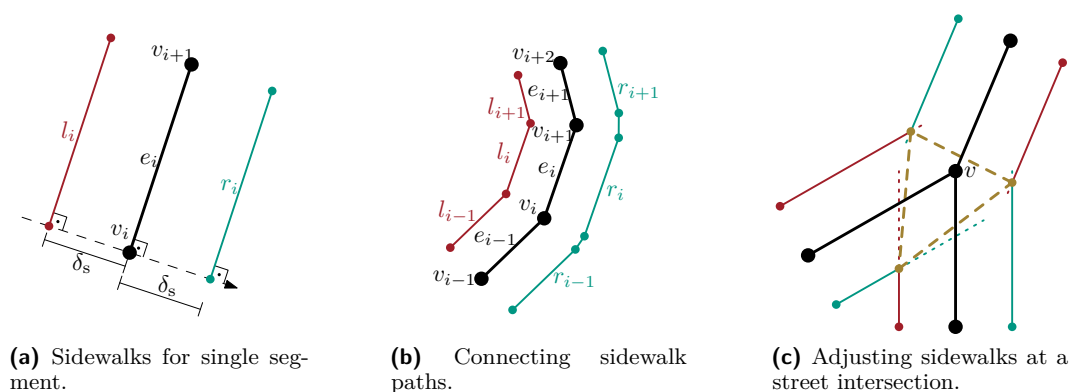 v_{i+1}
l_i
e_i
r_i
v_i
δ_s
δ_s
(a) Sidewalks for single seg-
ment.
v_{i+2}
e_{i+1}
r_{i+1}
l_{i+1}
v_{i+1}
l_i
e_i
r_i
l_{i−1}
v_i
e_{i−1}
v_{i−1}
r_{i−1}
(b) Connecting sidewalk
paths.
v
(c) Adjusting sidewalks at a
street intersection.